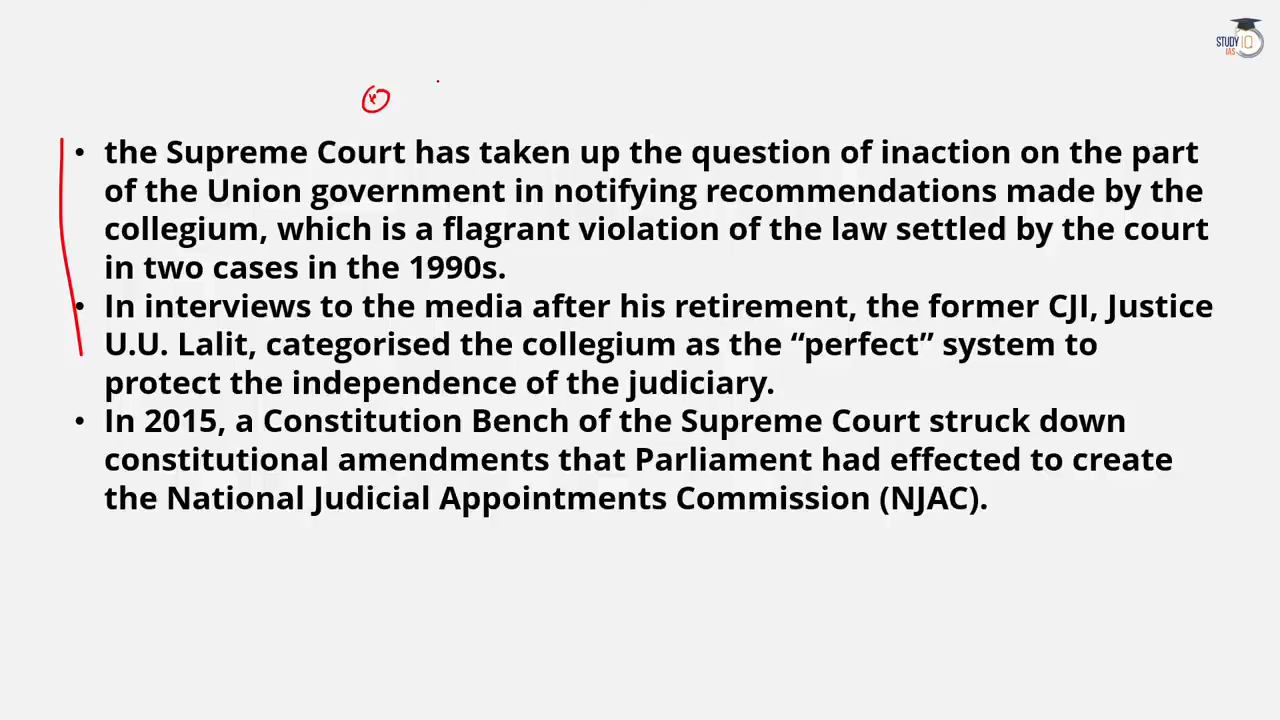 STUDY IQ
IAS
• the Supreme Court has taken up the question of inaction on the part
of the Union government in notifying recommendations made by the
collegium, which is a flagrant violation of the law settled by the court
in two cases in the 1990s.
• In interviews to the media after his retirement, the former CJI, Justice
U.U. Lalit, categorised the collegium as the “perfect” system to
protect the independence of the judiciary.
• In 2015, a Constitution Bench of the Supreme Court struck down
constitutional amendments that Parliament had effected to create
the National Judicial Appointments Commission (NJAC).